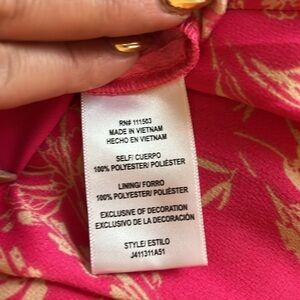 RN# 111503
MADE IN VIETNAM
HECHO EN VIETNAM
SELF/ CUERPO
100% POLYESTER/ POLIÉSTER
LINING/ FORRO
100% POLYESTER/ POLIÉSTER
EXCLUSIVE OF DECORATION
EXCLUSIVO DE LA DECORACIÓN
STYLE/ ESTILO
J411311A51